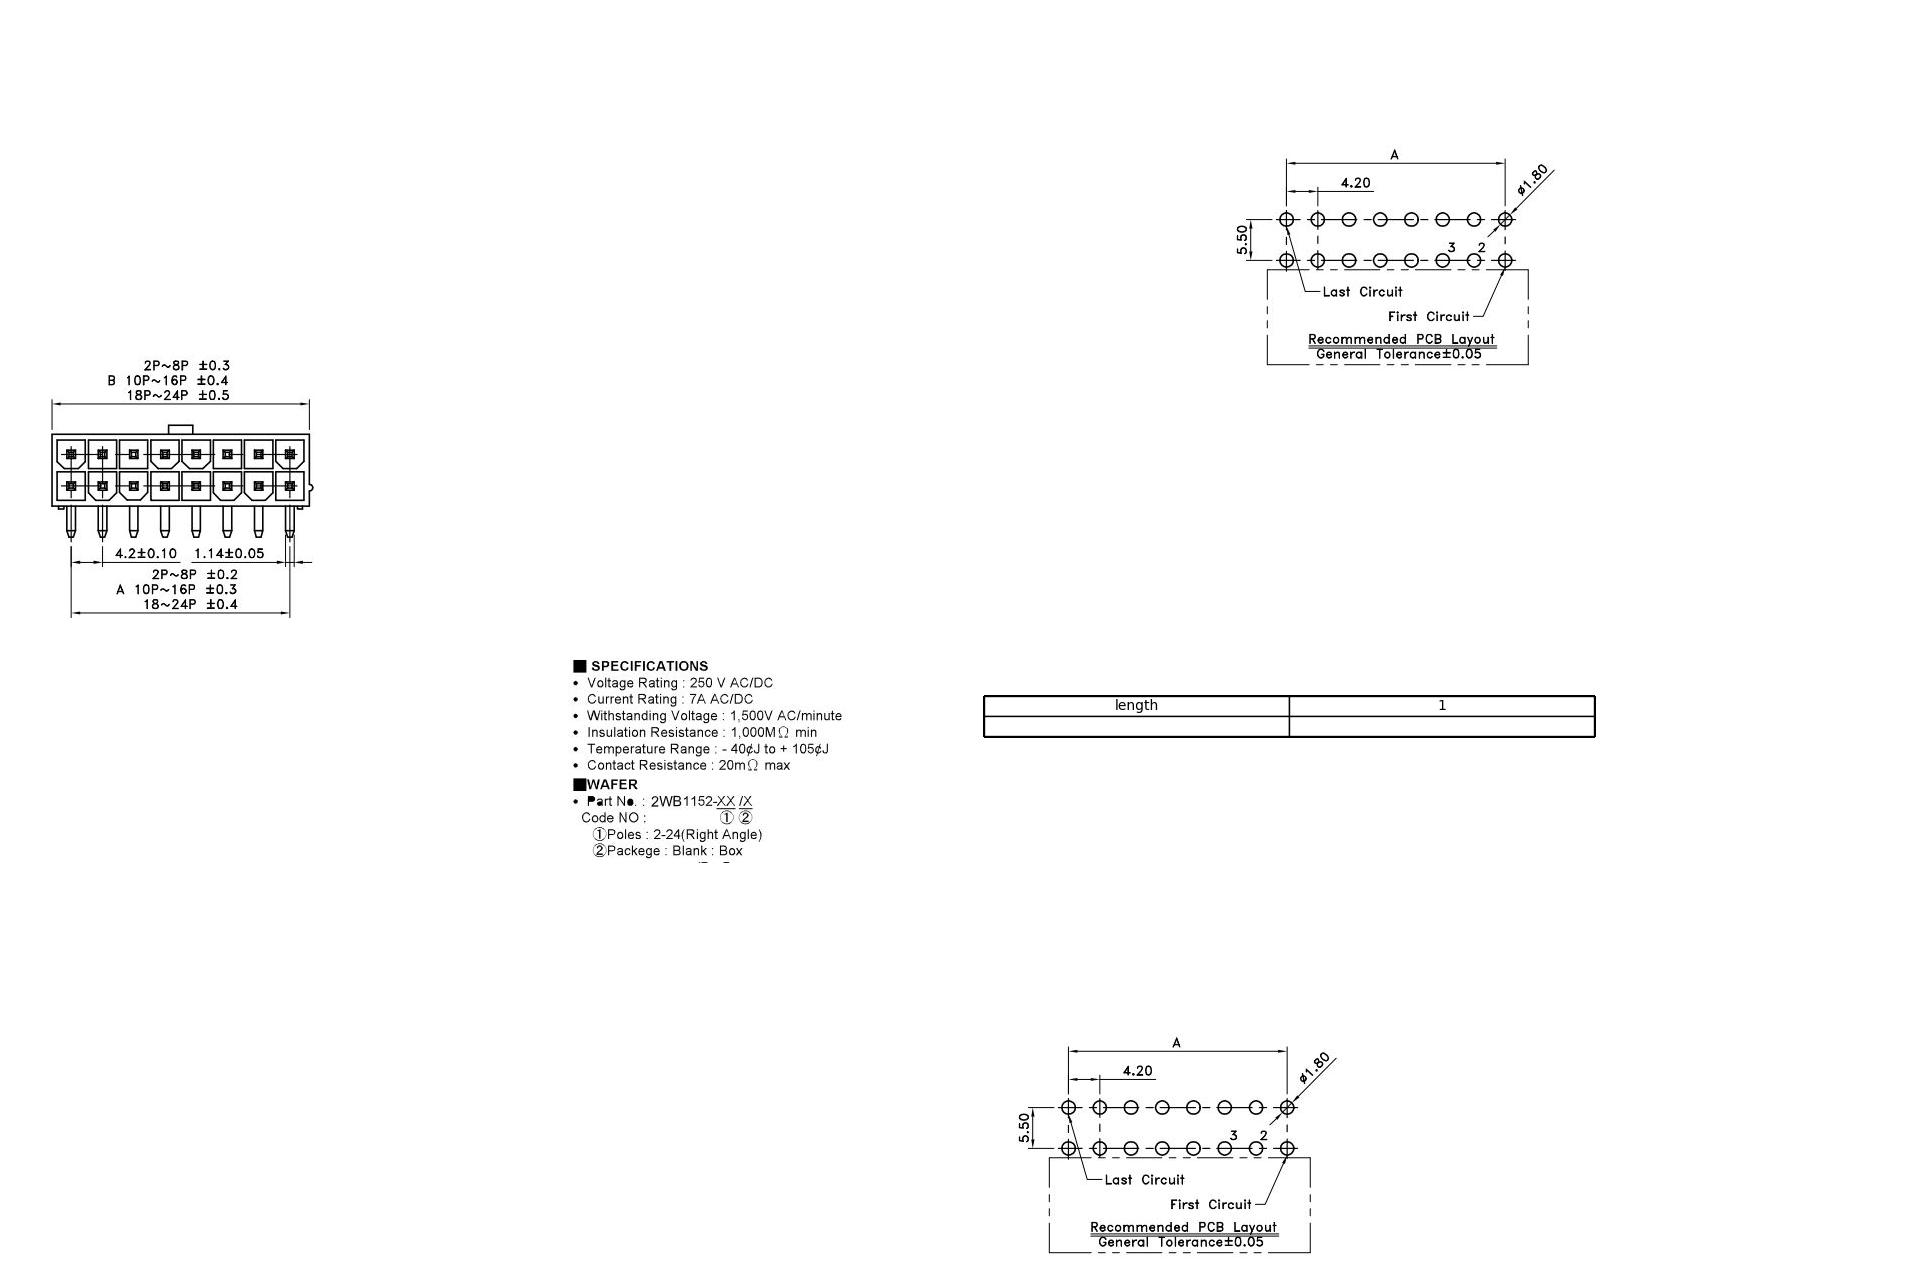 A
4.20
ø1.80
5.50
3 2
Last Circuit
First Circuit
Recommended PCB Layout
General Tolerance±0.05
2P~8P ±0.3
B 10P~16P ±0.4
18P~24P ±0.5
4.2±0.10 1.14±0.05
2P~8P ±0.2
A 10P~16P ±0.3
18~24P ±0.4
■ SPECIFICATIONS
• Voltage Rating : 250 V AC/DC
• Current Rating : 7A AC/DC
• Withstanding Voltage : 1,500V AC/minute
• Insulation Resistance : 1,000MΩ min
• Temperature Range : - 40¢J to + 105¢J
• Contact Resistance : 20mΩ max
■WAFER
• Part No. : 2WB1152-XX /X
Code NO : ① ②
①Poles : 2-24(Right Angle)
②Packege : Blank : Box
length 1
A
4.20
ø1.80
5.50
3 2
Last Circuit
First Circuit
Recommended PCB Layout
General Tolerance±0.05